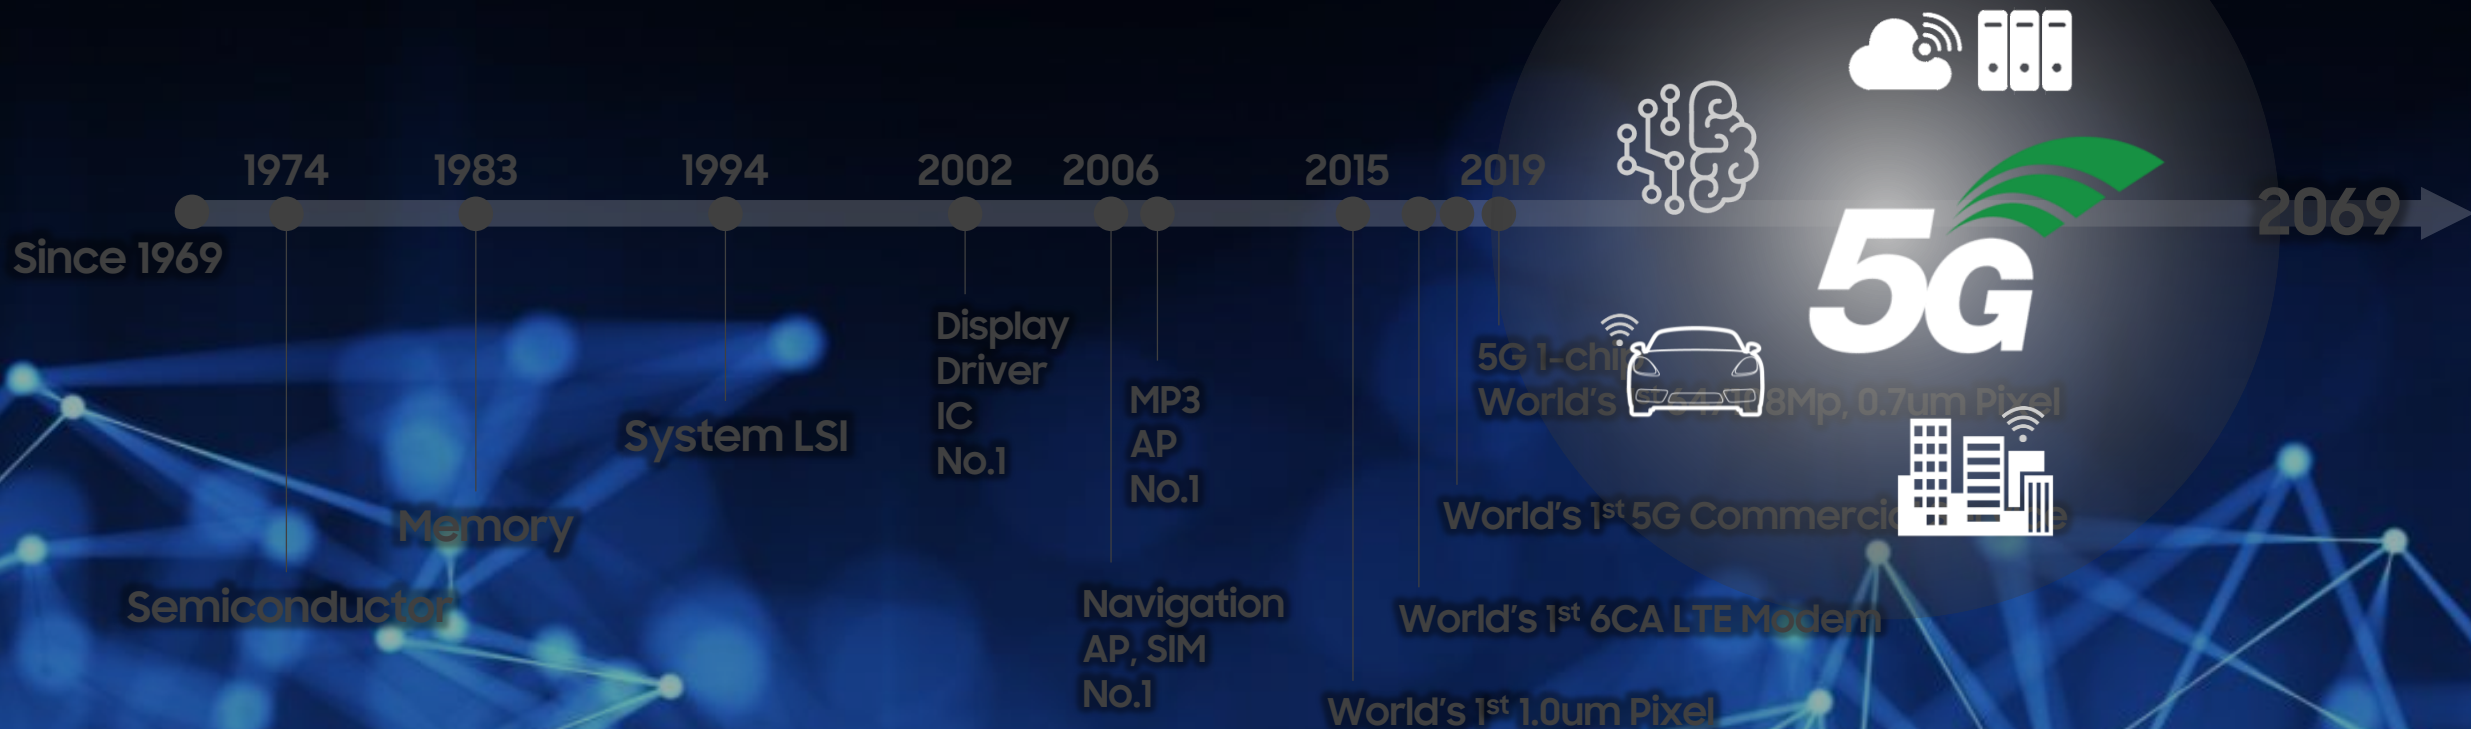 1974
1983
1994
2002
2006
2015
2019
2069
Since 1969
5G
Display
Driver
IC
No.1
MP3
AP
No.1
5G 1-chip
World's 8Mp, 0.7um Pixel
System LSI
Memory
World's 1st 5G
Semiconductor
Navigation
AP, SIM
No.1
World's 1st 6CA LTE Modem
World's 1st 1.0um Pixel